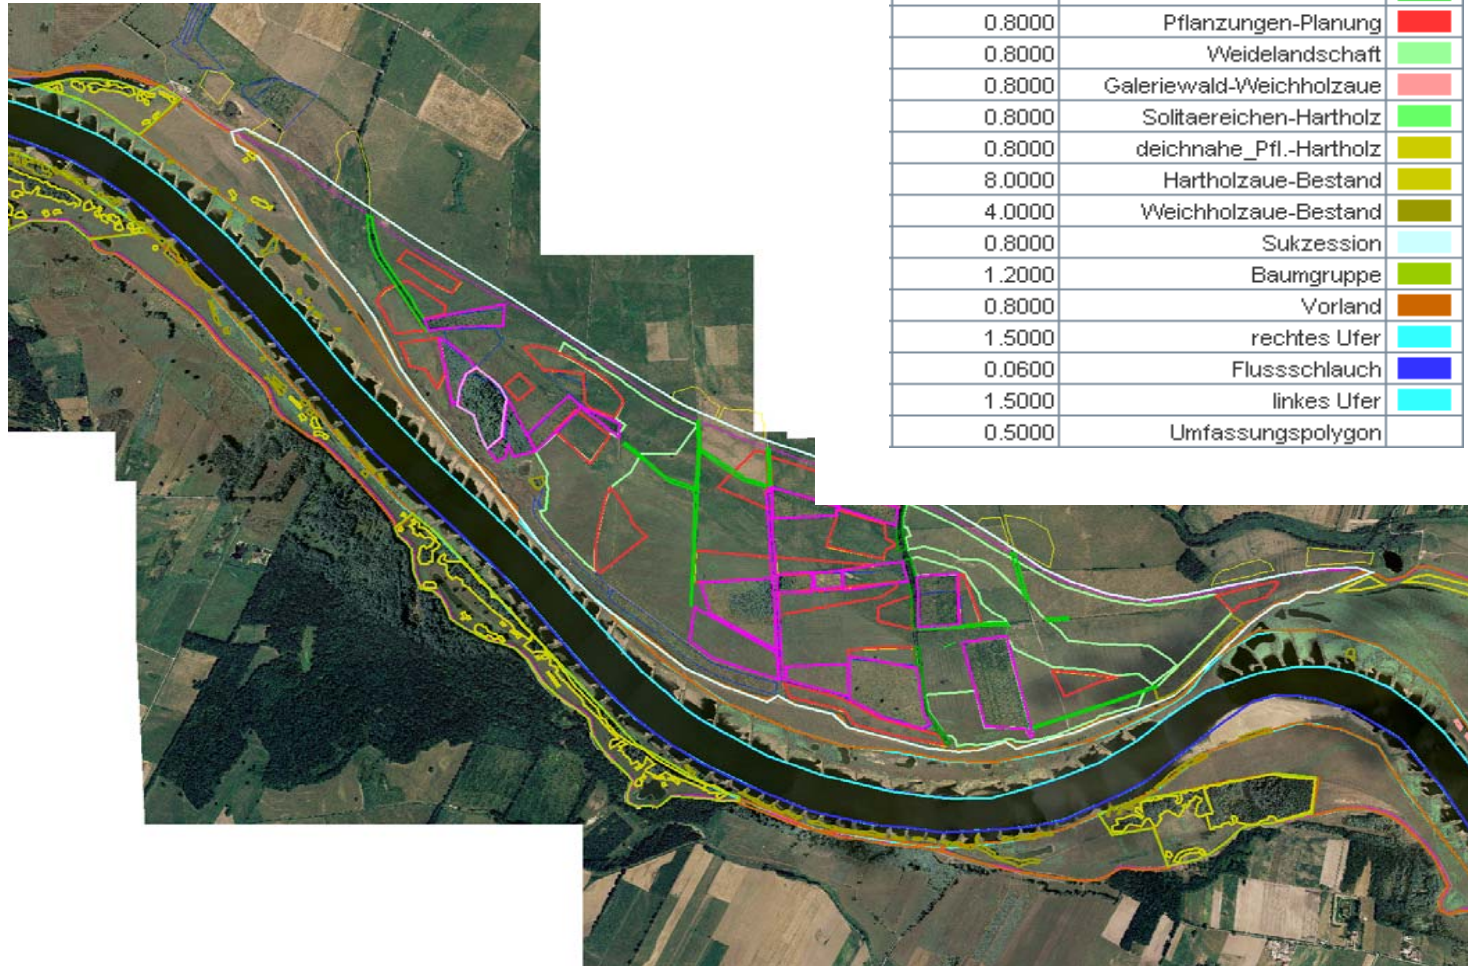 0.8000 Pflanzungen-Planung
0.8000 Weidelandschaft
0.8000 Galeriewald-Weichholzaue
0.8000 Solitaereichen-Hartholz
0.8000 deichnahe_Pfl.-Hartholz
8.0000 Hartholzaue-Bestand
4.0000 Weichholzaue-Bestand
0.8000 Sukzession
1.2000 Baumgruppe
0.8000 Vorland
1.5000 rechtes Ufer
0.0600 Flussschlauch
1.5000 linkes Ufer
0.5000 Umfassungspolygon